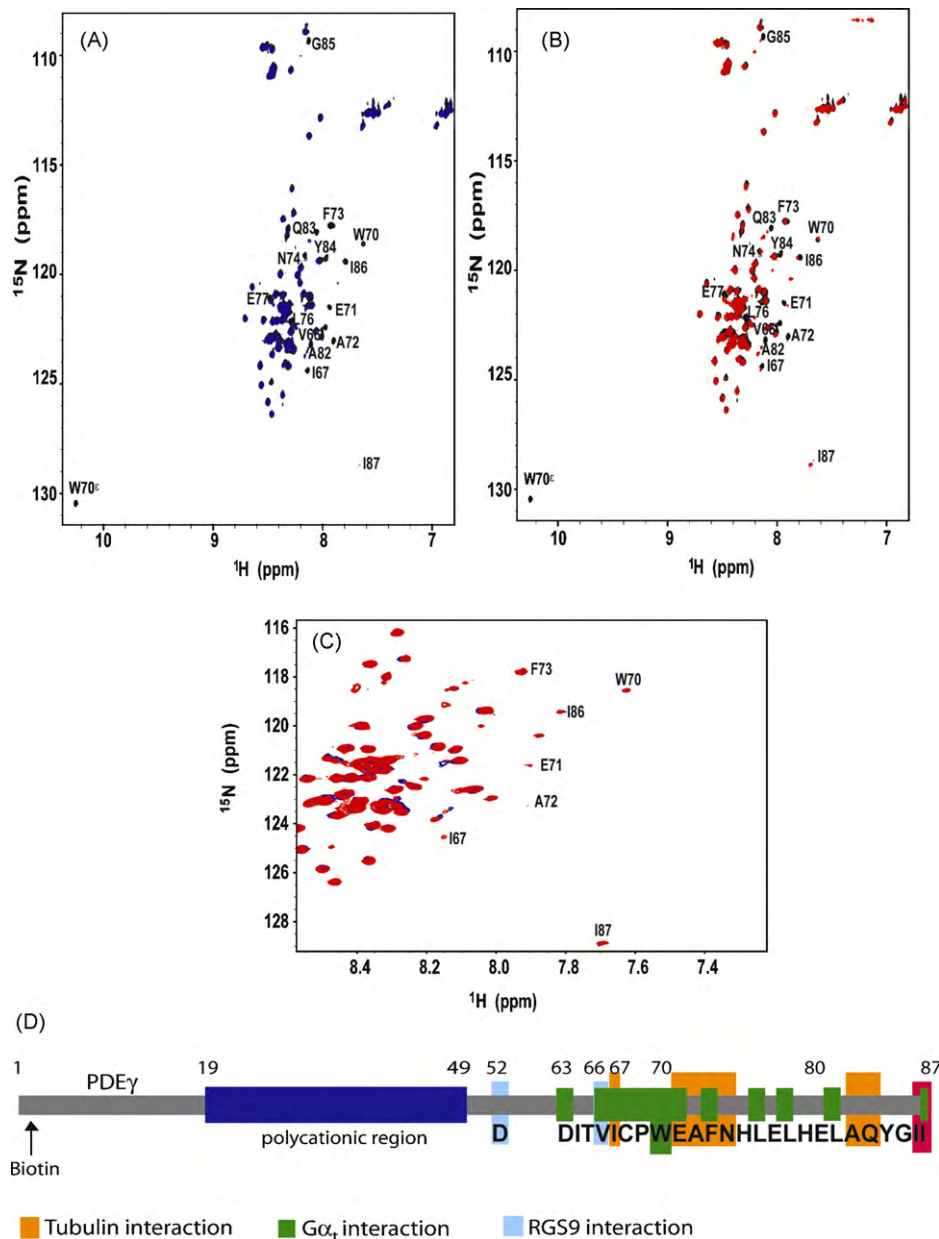 (A)
G85
110
115
¹⁵N (ppm)
F73
Q83
W70
Y84
N74
I86
120
E77
E71
L76
V66
A72
A82
I67
125
I87
W70ᵋ
130
10
9
8
7
¹H (ppm)
(B)
G85
110
115
¹⁵N (ppm)
F73
Q83
W70
Y84
N74
I86
120
E77
E71
L76
V66
A72
A82
I67
125
I87
W70ᵋ
130
10
9
8
7
¹H (ppm)
(C)
116
118
F73
W70
I86
120
¹⁵N (ppm)
E71
122
A72
124
I67
126
128
I87
8.4
8.2
8.0
7.8
7.6
7.4
¹H (ppm)
(D)
1 19 49 52 63 66 67 70 80 87
PDEγ
polycationic region
D
DITVICPWEAFNHLELHELAQYGII
Biotin
Tubulin interaction
Gαt interaction
RGS9 interaction